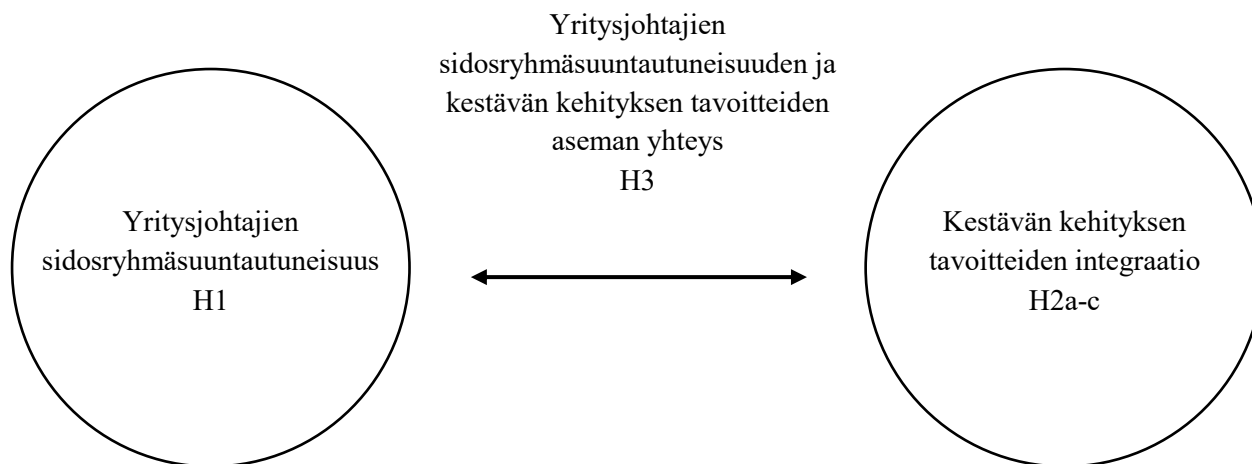 Yritysjohtajien
sidosryhmäsuuntautuneisuuden ja
kestävän kehityksen tavoitteiden
aseman yhteys
H3
Yritysjohtajien
sidosryhmäsuuntautuneisuus
H1
Kestävän kehityksen
tavoitteiden integraatio
H2a-c